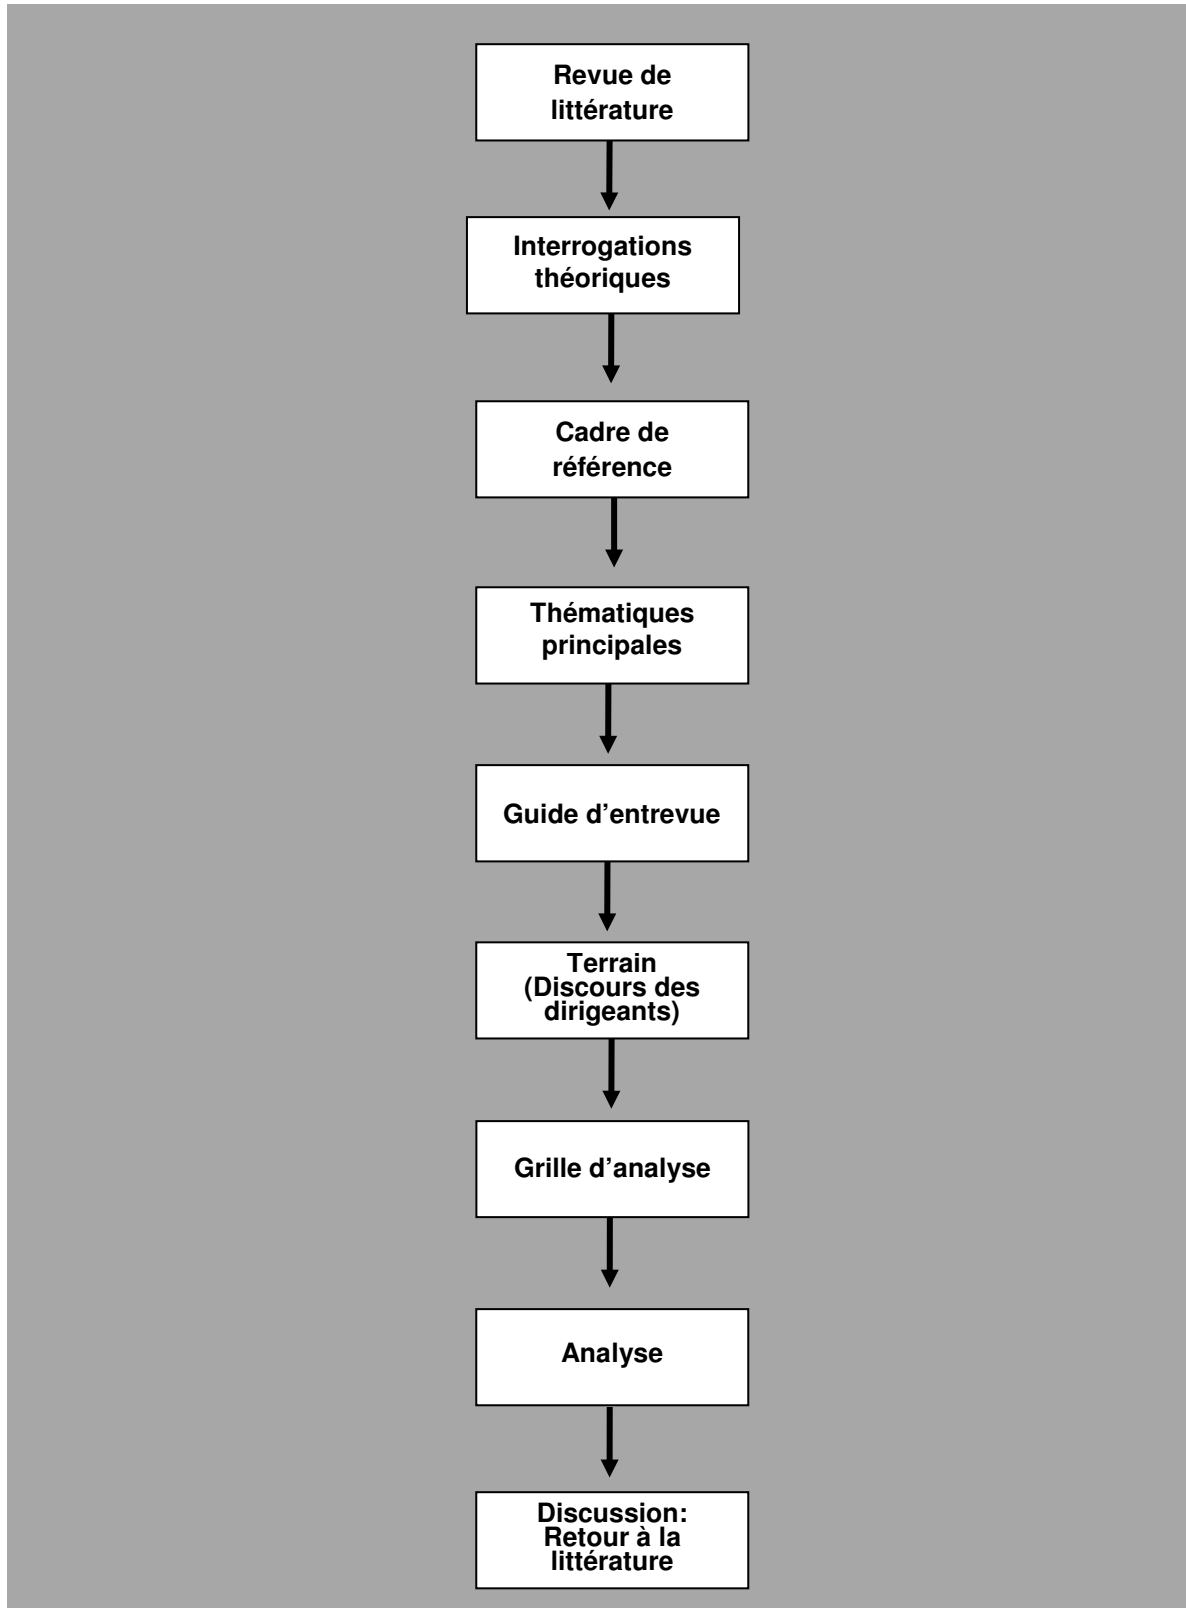 Revue de
littérature
Interrogations
théoriques
Cadre de
référence
Thématiques
principales
Guide d’entrevue
Terrain
(Discours des
dirigeants)
Grille d’analyse
Analyse
Discussion:
Retour à la
littérature